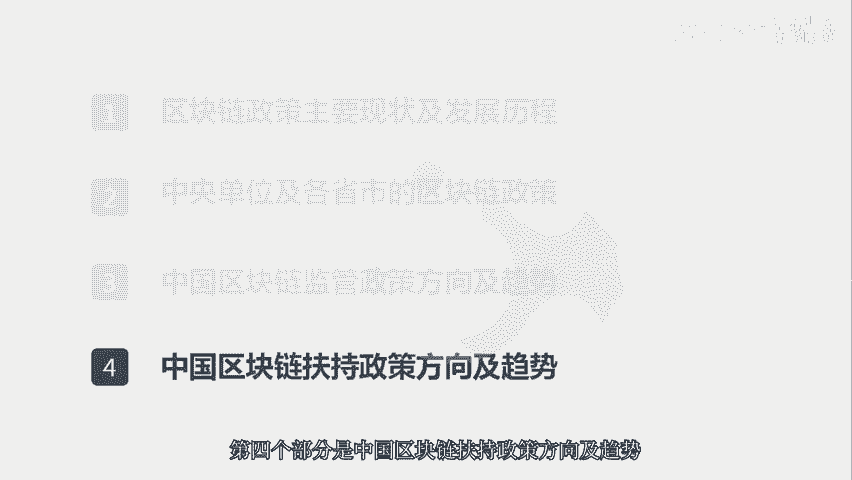 1 区块链政策主要现状及发展历程
2 中央单位及各省市的区块链政策
3 中国区块链监管政策方向及趋势
4 中国区块链扶持政策方向及趋势
第四个部分是中国区块链扶持政策方向及趋势